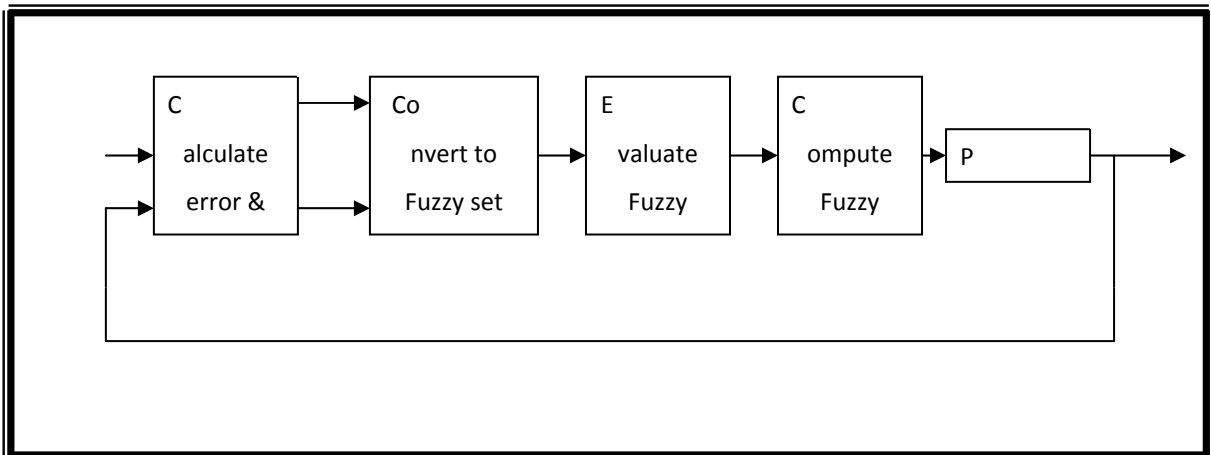 C
alculate
error &
Co
nvert to
Fuzzy set
E
valuate
Fuzzy
C
ompute
Fuzzy
P